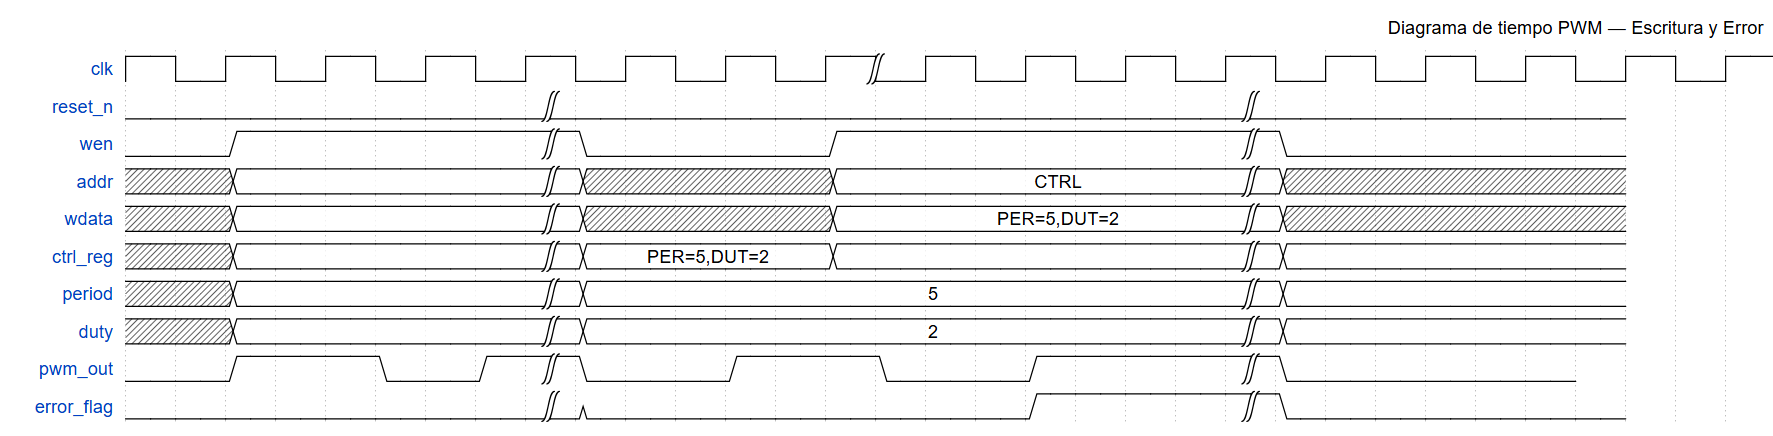 Diagrama de tiempo PWM — Escritura y Error
clk
reset_n
wen
addr CTRL
wdata PER=5,DUT=2
ctrl_reg PER=5,DUT=2
period 5
duty 2
pwm_out
error_flag